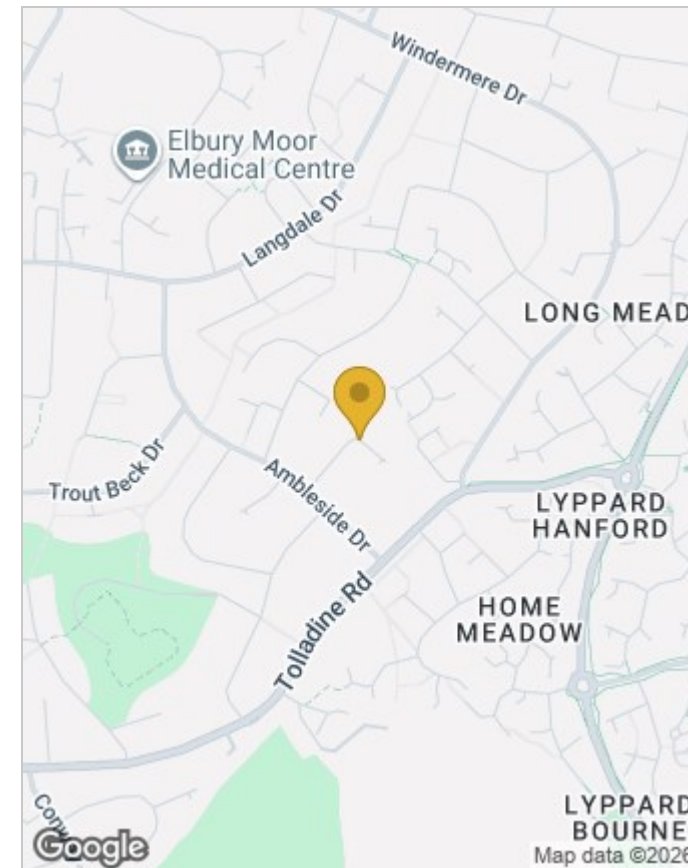 Windermere Dr
Elbury Moor
Medical Centre
Langdale Dr
LONG MEAD
Trout Beck Dr
Ambleside Dr
LYPPARD
HANFORD
HOME
MEADOW
Tolladine Rd
LYPPARD
BOURNE
Google
Map data ©2026